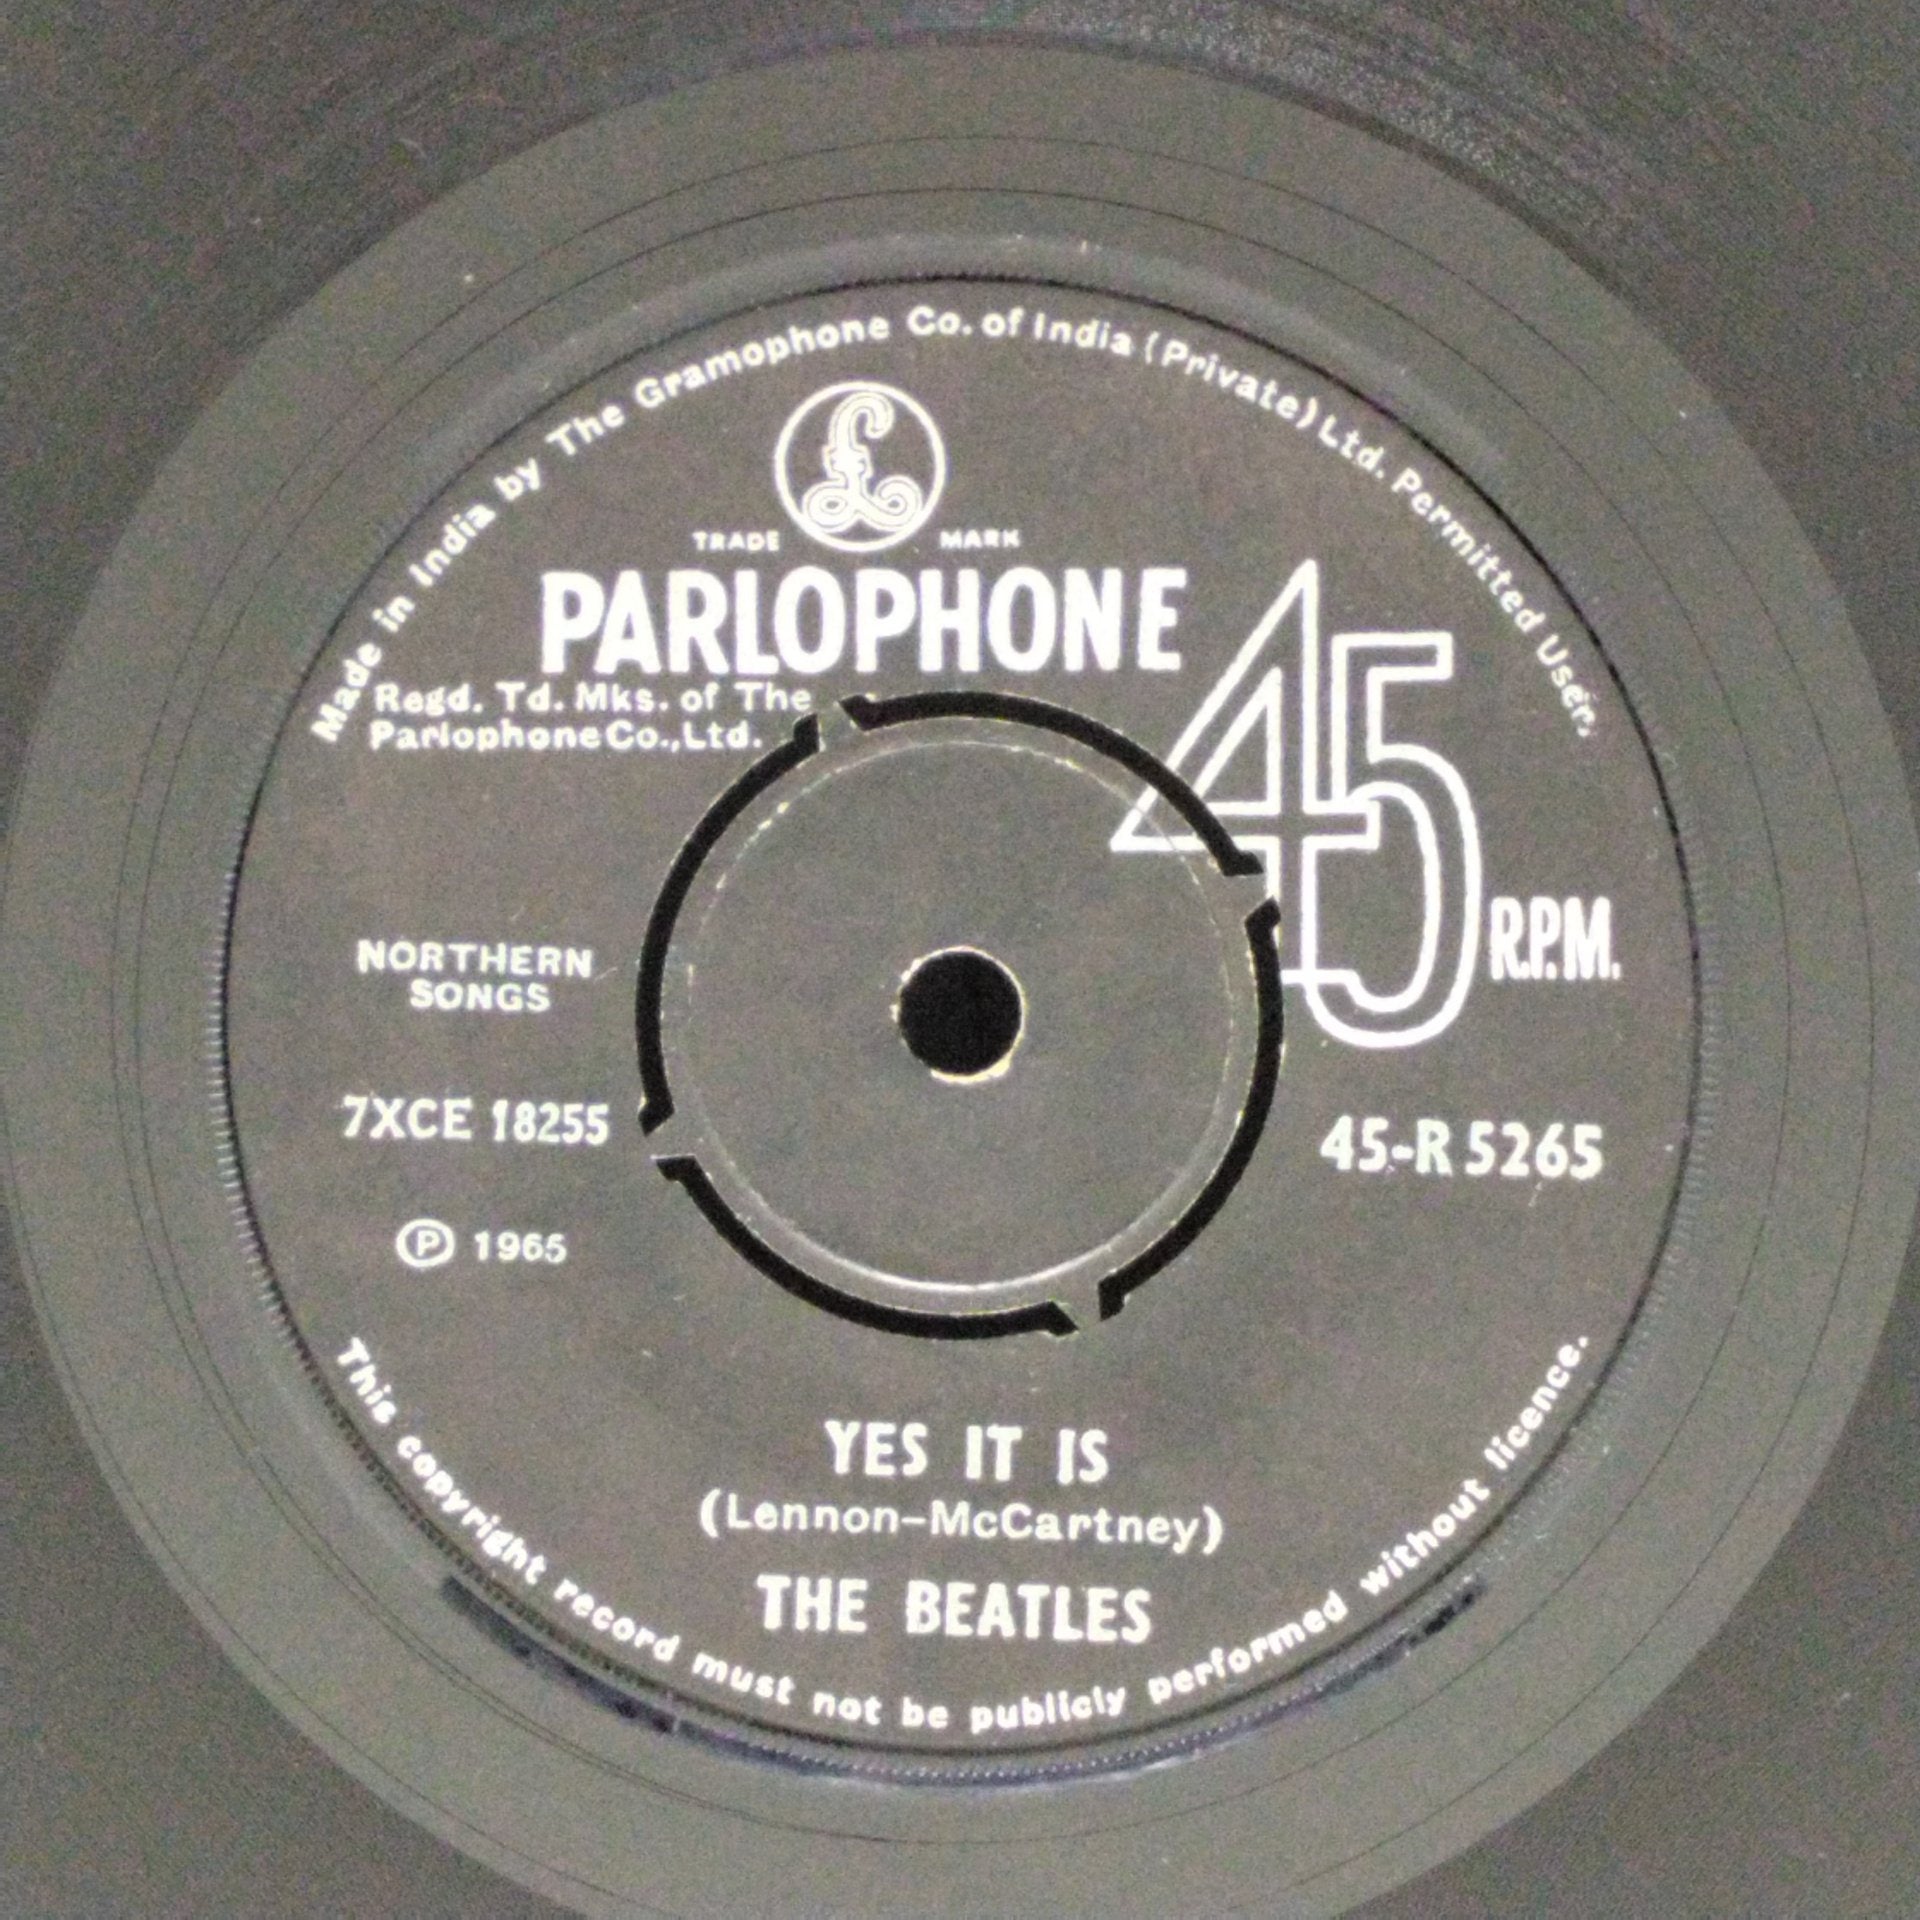 Made in India by The Gramophone Co. of India (Private) Ltd. Permitted User.
£
TRADE MARK
PARLOPHONE
Regd. Td. Mks. of The
Parlophone Co., Ltd.
45 R.P.M.
NORTHERN
SONGS
7XCE 18255
45-R 5265
℗ 1965
YES IT IS
(Lennon-McCartney)
THE BEATLES
This copyright record must not be publicly performed without licence.